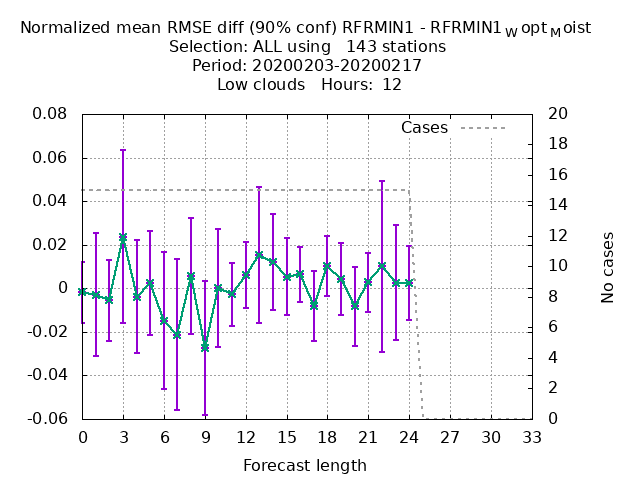 Normalized mean RMSE diff (90% conf) RFRMIN1 - RFRMIN1WoptMoist
Selection: ALL using   143 stations
Period: 20200203-20200217
Low clouds   Hours:  12
Cases
0.08
0.06
0.04
0.02
0
-0.02
-0.04
-0.06
20
18
16
14
12
10
8
6
4
2
0
No cases
0 3 6 9 12 15 18 21 24 27 30 33
Forecast length